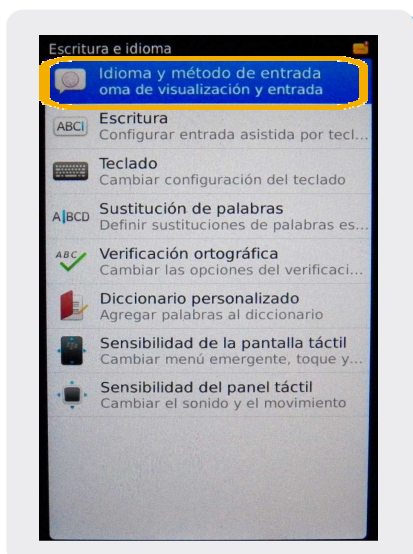 Escritura e idioma
Idioma y método de entrada
oma de visualización y entrada
ABC
Escritura
Configurar entrada asistida por tecl...
Teclado
Cambiar configuración del teclado
A|BCD
Sustitución de palabras
Definir sustituciones de palabras es...
ABC
Verificación ortográfica
Cambiar las opciones del verificaci...
Diccionario personalizado
Agregar palabras al diccionario
Sensibilidad de la pantalla táctil
Cambiar menú emergente, toque y...
Sensibilidad del panel táctil
Cambiar el sonido y el movimiento